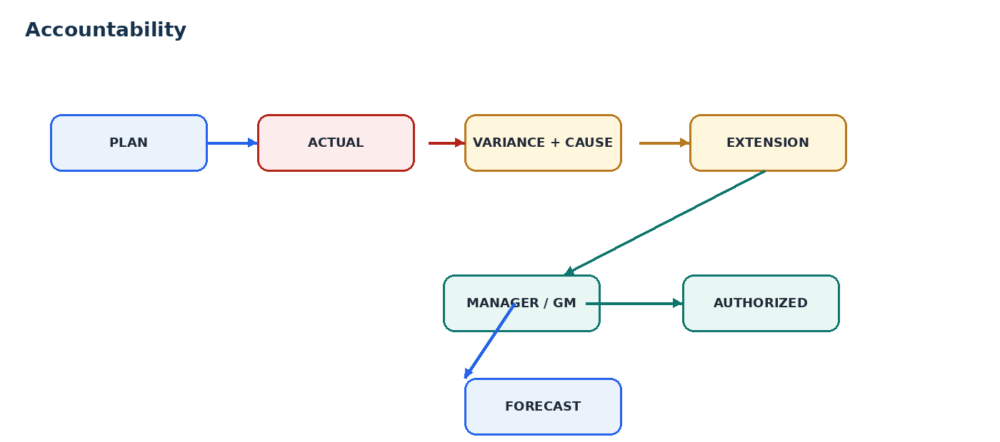 Accountability
PLAN
ACTUAL
VARIANCE + CAUSE
EXTENSION
MANAGER / GM
AUTHORIZED
FORECAST